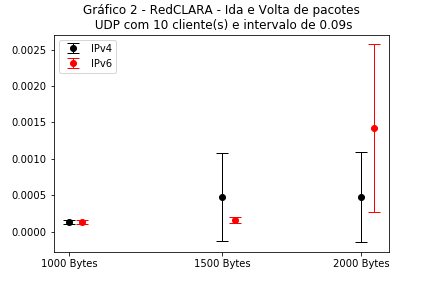 Gráfico 2 - RedCLARA - Ida e Volta de pacotes
UDP com 10 cliente(s) e intervalo de 0.09s
IPv4
IPv6
0.0025
0.0020
0.0015
0.0010
0.0005
0.0000
1000 Bytes
1500 Bytes
2000 Bytes